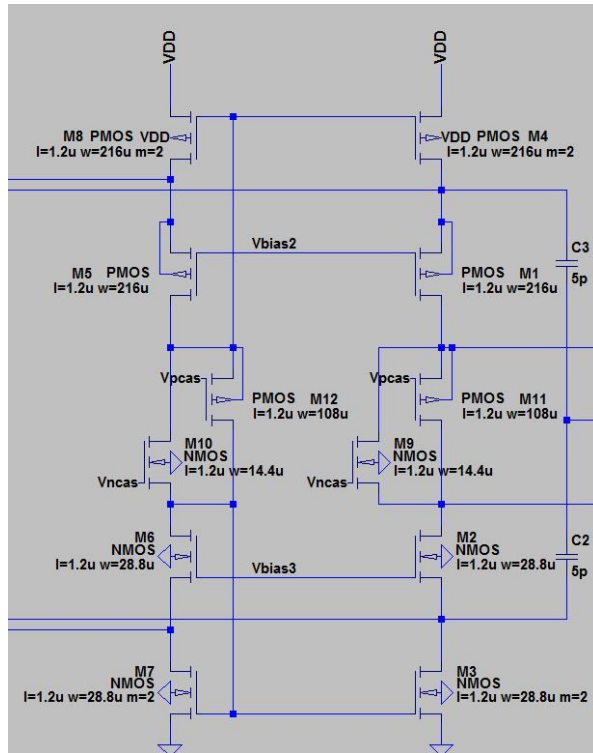 VDD VDD
M8 PMOS VDD
l=1.2u w=216u m=2
VDD PMOS M4
l=1.2u w=216u m=2
Vbias2
C3
5p
M5 PMOS
l=1.2u w=216u
PMOS M1
l=1.2u w=216u
Vpcas
PMOS M12
l=1.2u w=108u
Vpcas
PMOS M11
l=1.2u w=108u
M10
NMOS
l=1.2u w=14.4u
Vncas
M9
NMOS
l=1.2u w=14.4u
Vncas
M6
NMOS
l=1.2u w=28.8u
Vbias3
M2
NMOS
l=1.2u w=28.8u
C2
5p
M7
NMOS
l=1.2u w=28.8u m=2
M3
NMOS
l=1.2u w=28.8u m=2